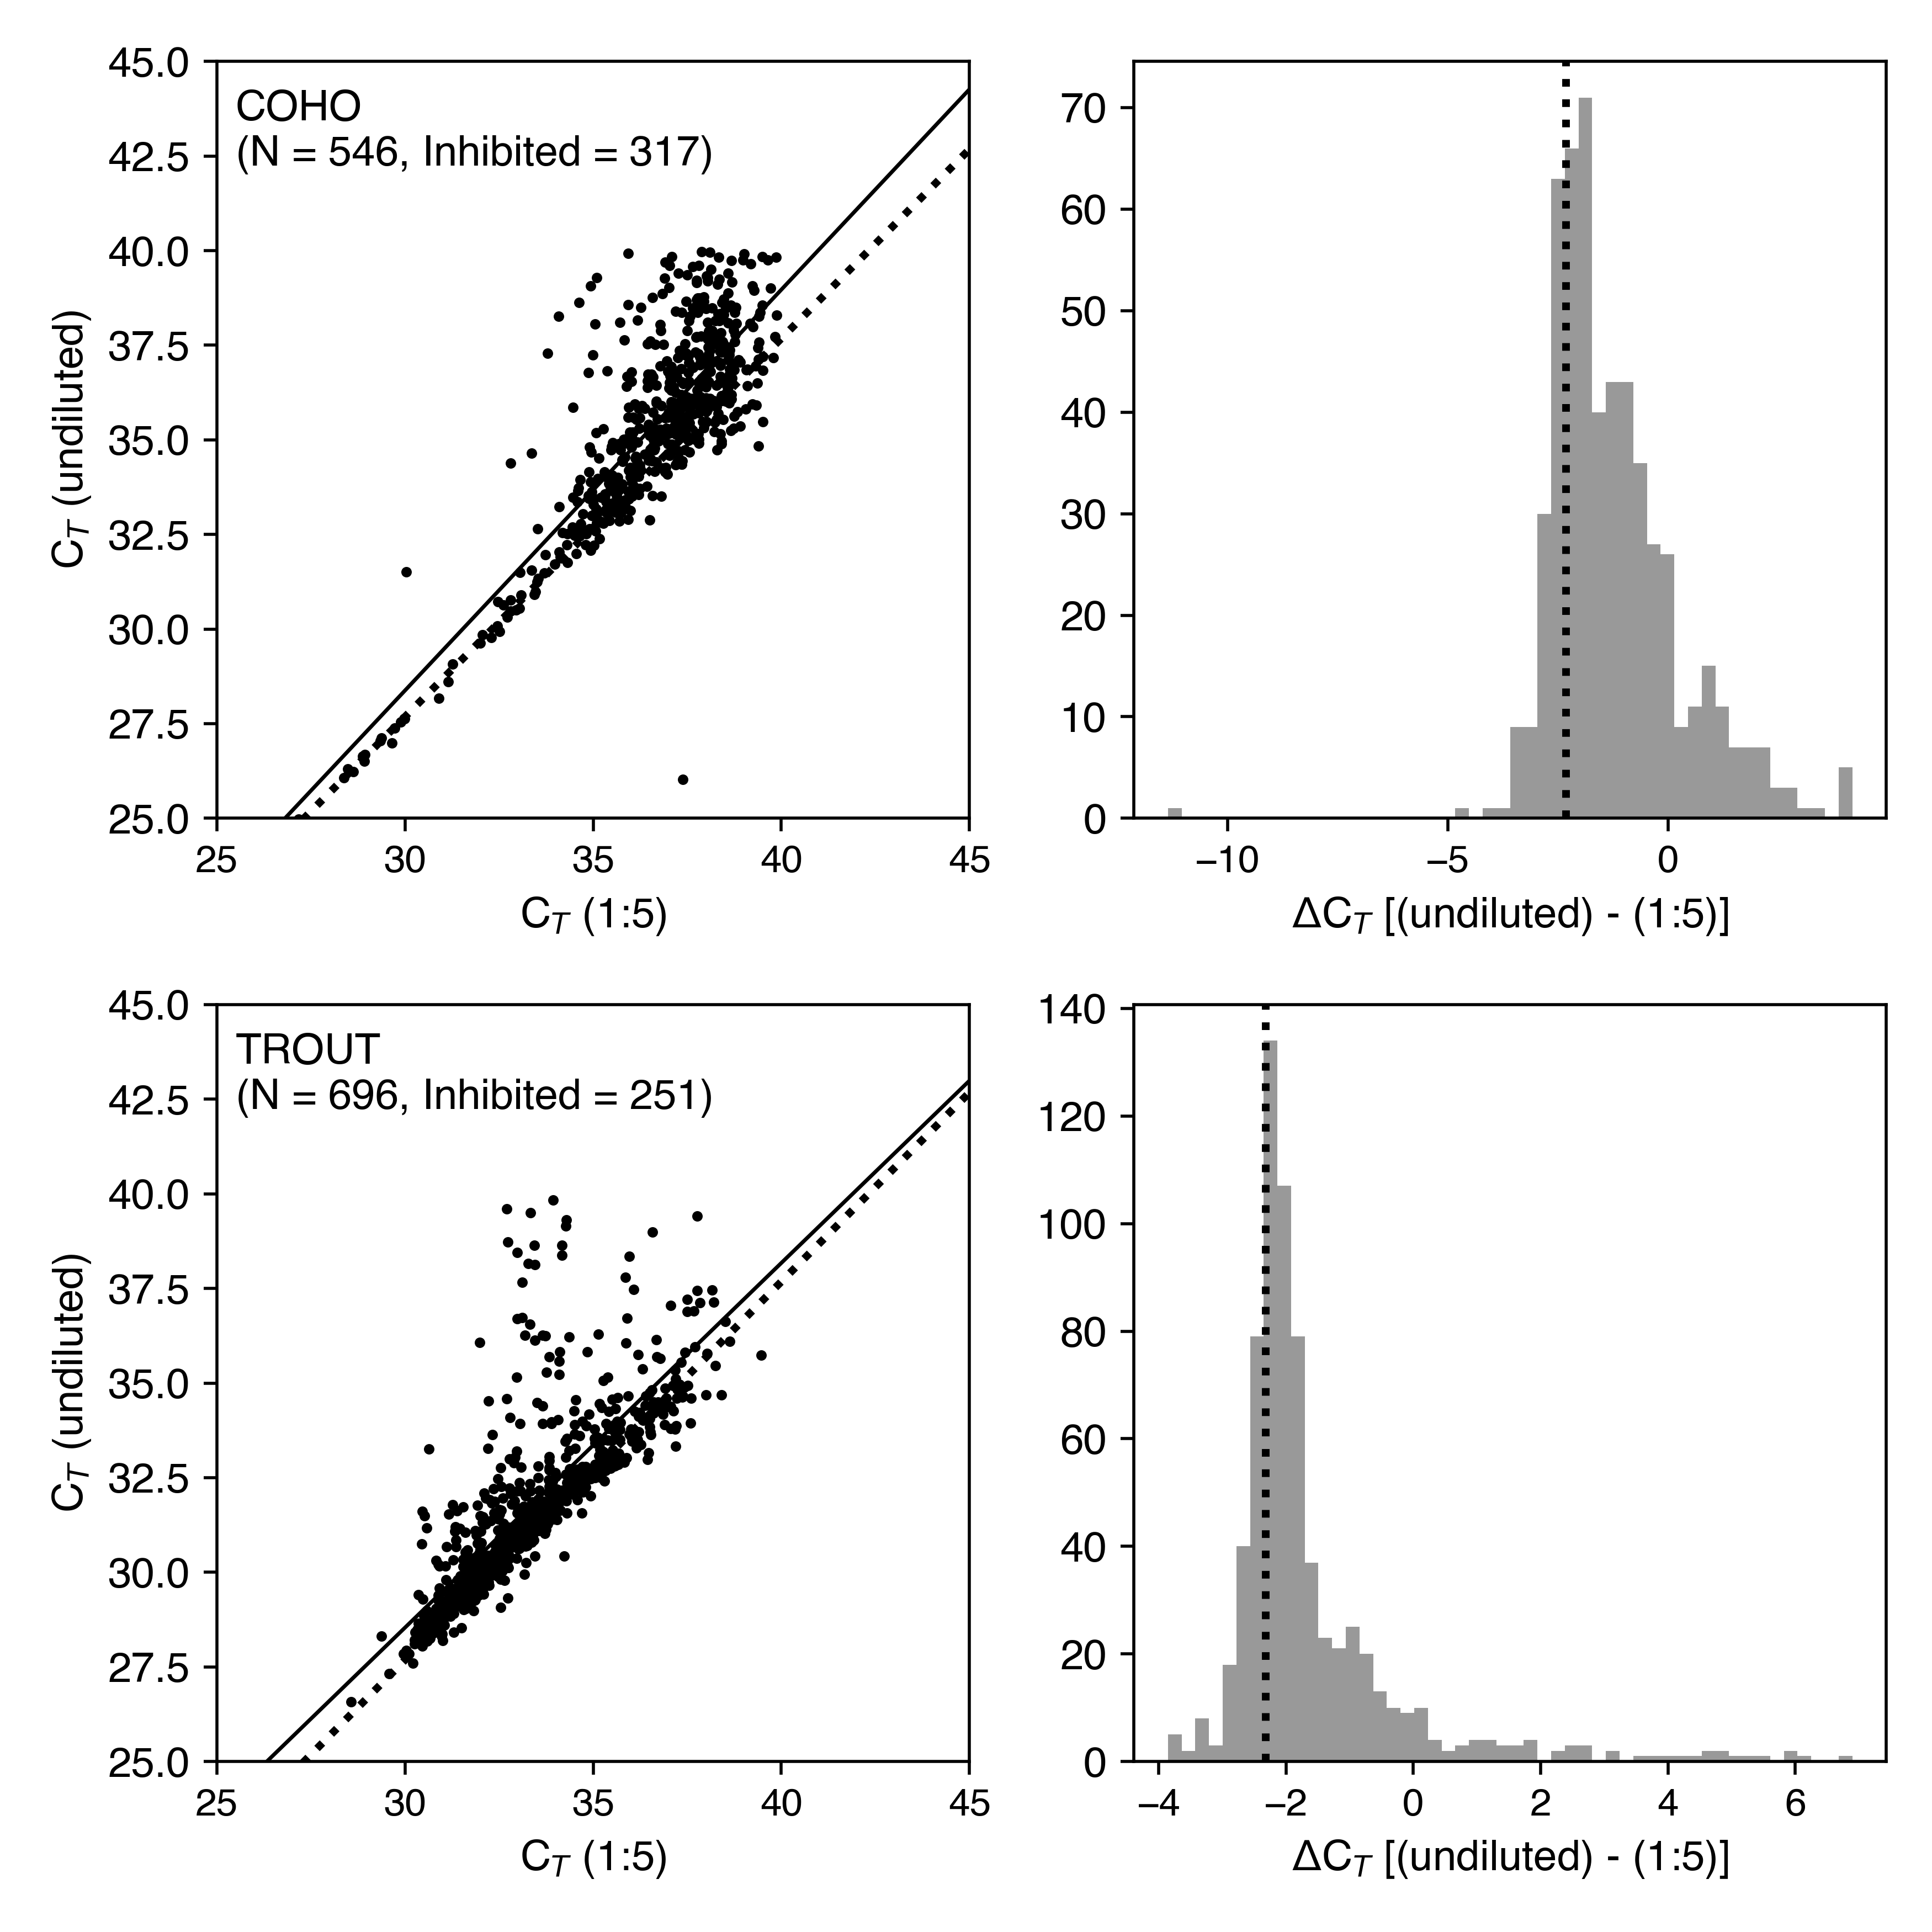 COHO
(N = 546, Inhibited = 317)
45.0
42.5
40.0
37.5
35.0
32.5
30.0
27.5
25.0
C_T (undiluted)
25 30 35 40 45
C_T (1:5)
70
60
50
40
30
20
10
0
−10 −5 0
ΔC_T [(undiluted) - (1:5)]
TROUT
(N = 696, Inhibited = 251)
45.0
42.5
40.0
37.5
35.0
32.5
30.0
27.5
25.0
C_T (undiluted)
25 30 35 40 45
C_T (1:5)
140
120
100
80
60
40
20
0
−4 −2 0 2 4 6
ΔC_T [(undiluted) - (1:5)]